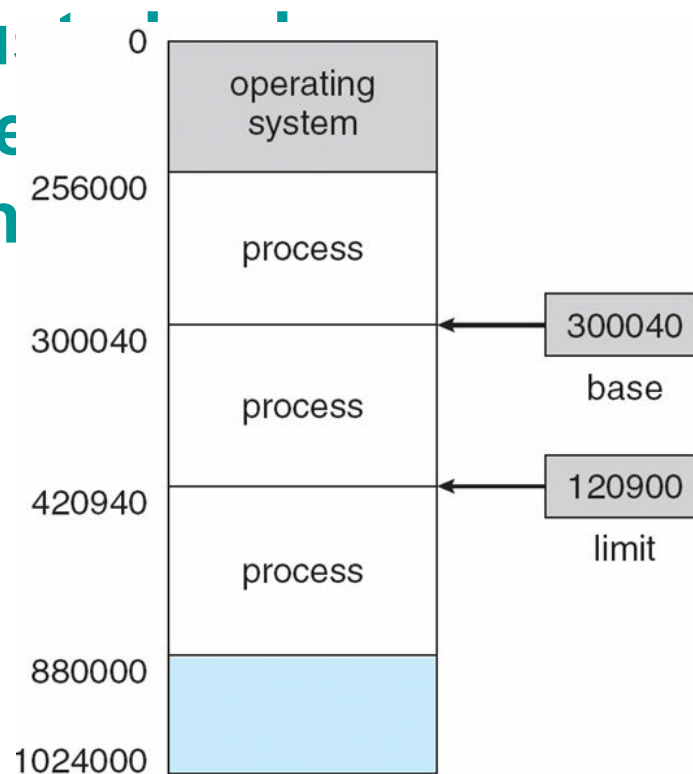 0
operating
system
256000
process
300040
300040
base
process
420940
120900
limit
process
880000
1024000